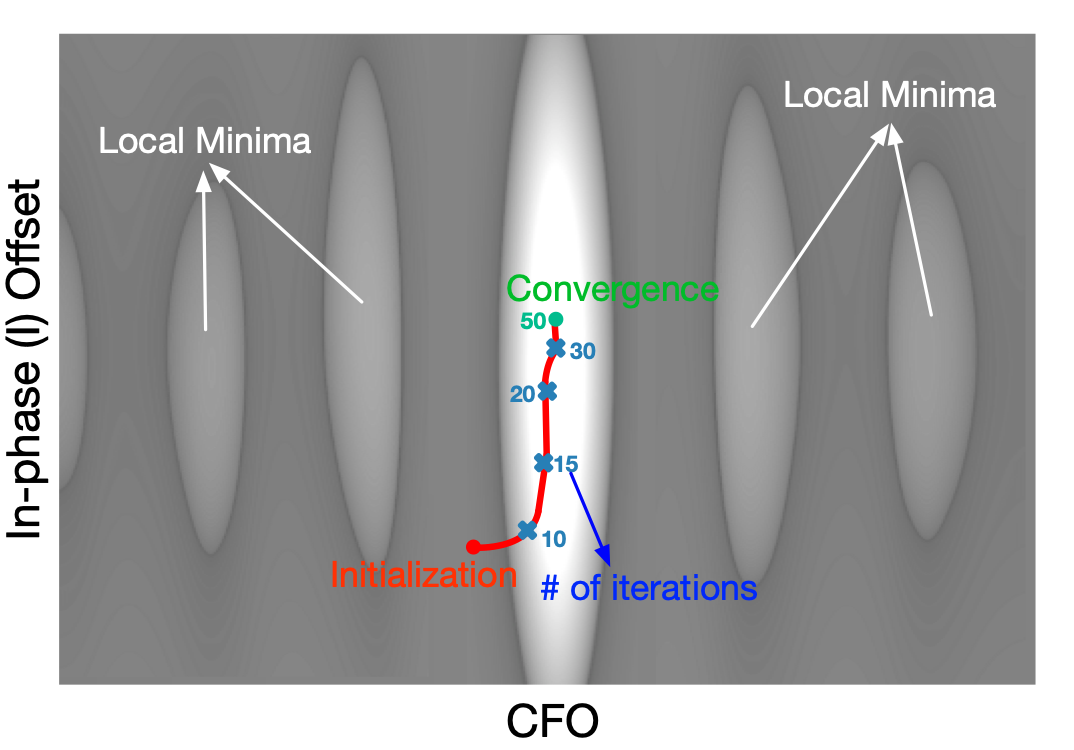 Local Minima
Local Minima
In-phase (I) Offset
Convergence
50
30
20
15
10
Initialization
# of iterations
CFO